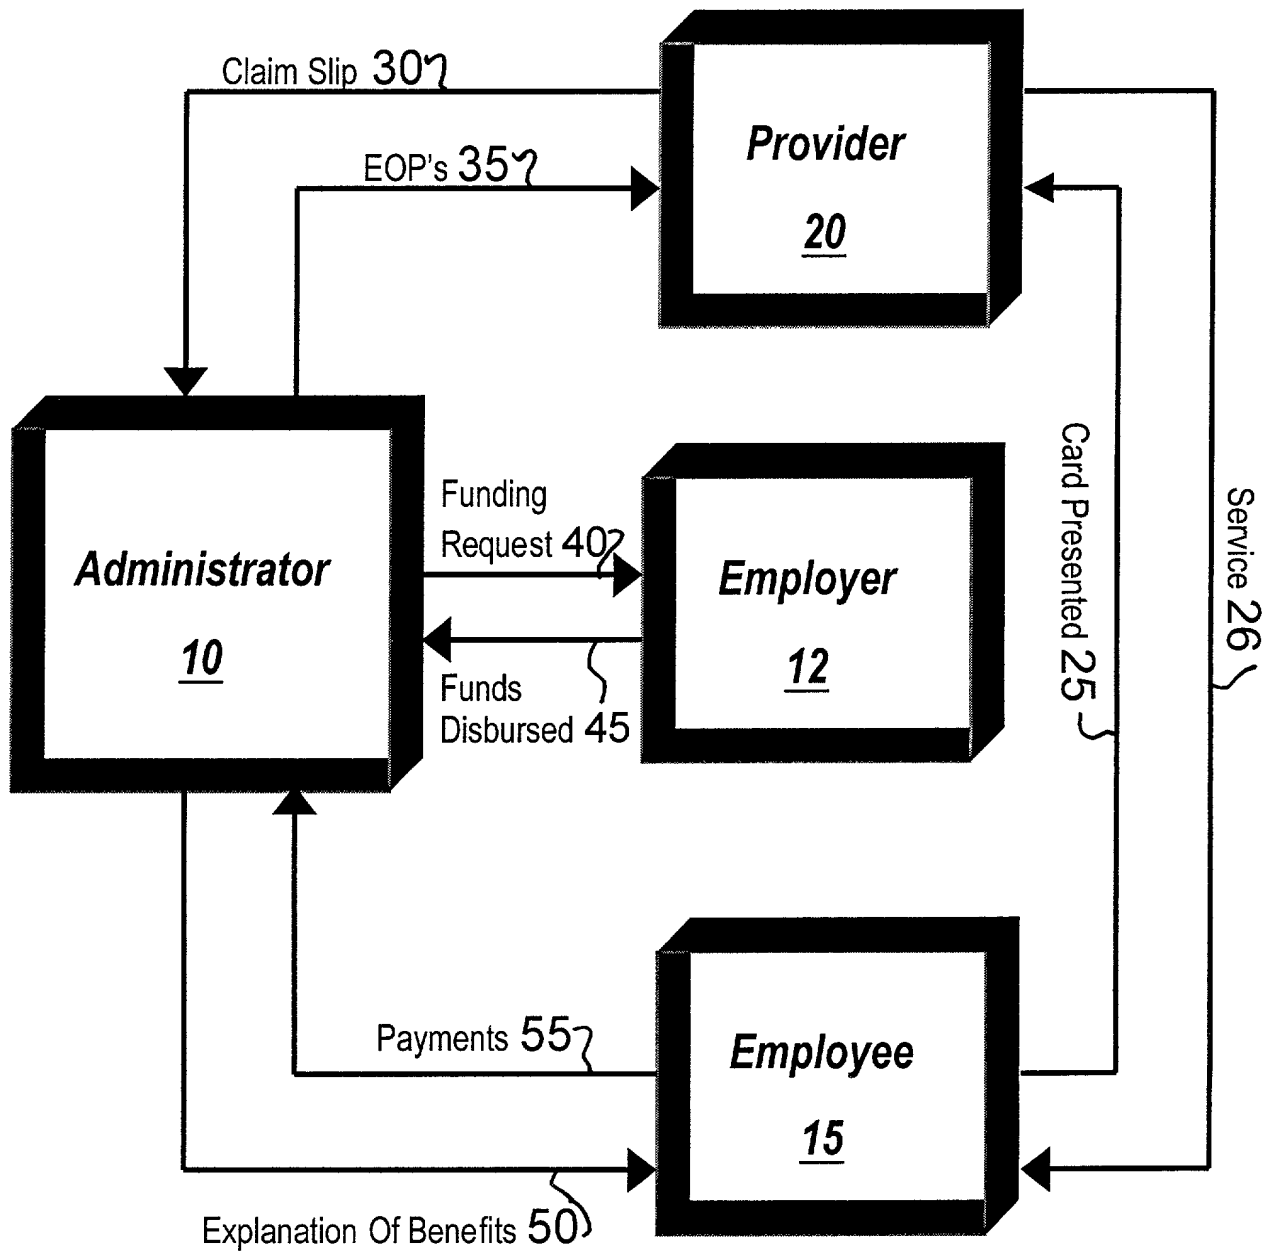 Claim Slip 30
EOP's 35
Provider
20
Funding
Request 40
Administrator
10
Employer
12
Funds
Disbursed 45
Card Presented 25
Service 26
Payments 55
Employee
15
Explanation Of Benefits 50